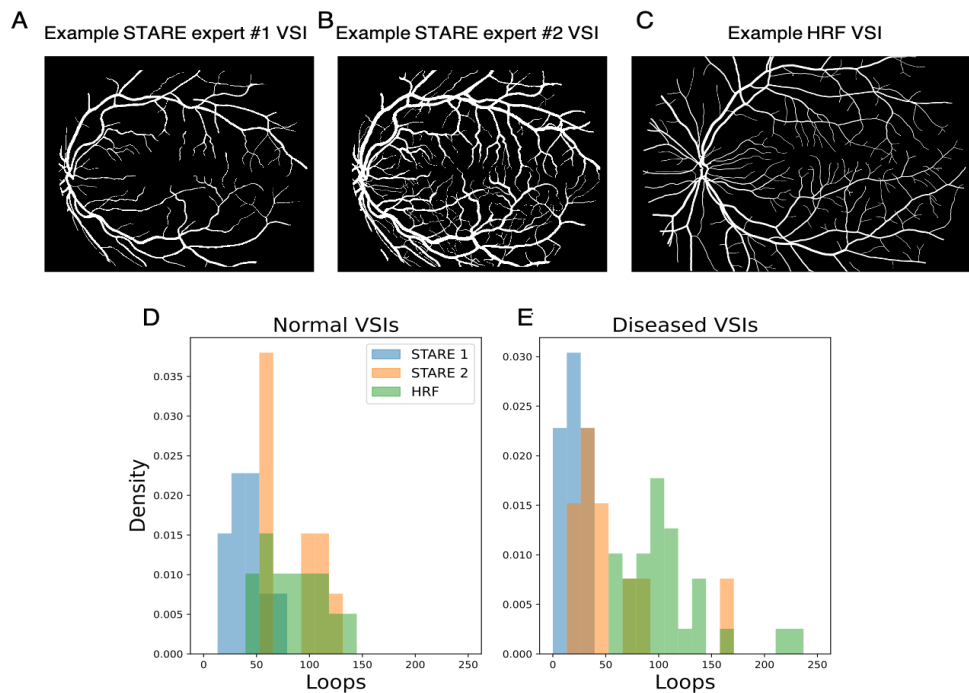 A
Example STARE expert #1 VSI
B
Example STARE expert #2 VSI
C
Example HRF VSI
D
Normal VSIs
STARE 1
STARE 2
HRF
Density
0.035
0.030
0.025
0.020
0.015
0.010
0.005
0.000
0 50 100 150 200 250
Loops
E
Diseased VSIs
0.030
0.025
0.020
0.015
0.010
0.005
0.000
0 50 100 150 200 250
Loops